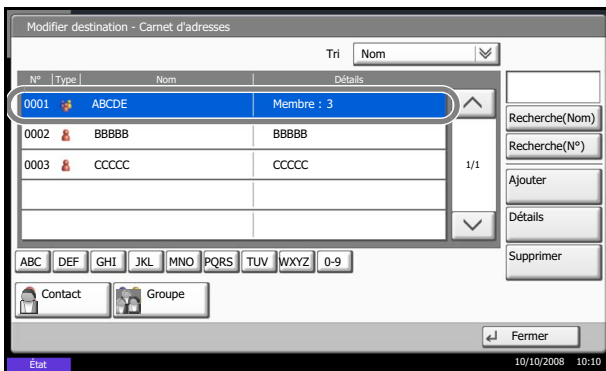 Modifier destination - Carnet d'adresses
Tri Nom
N° Type Nom Détails
0001 ABCDE Membre : 3
0002 BBBBB BBBBB
0003 CCCCC CCCCC
1/1
Recherche(Nom)
Recherche(N°)
Ajouter
Détails
Supprimer
ABC DEF GHI JKL MNO PQRS TUV WXYZ 0-9
Contact Groupe
Fermer
État 10/10/2008 10:10